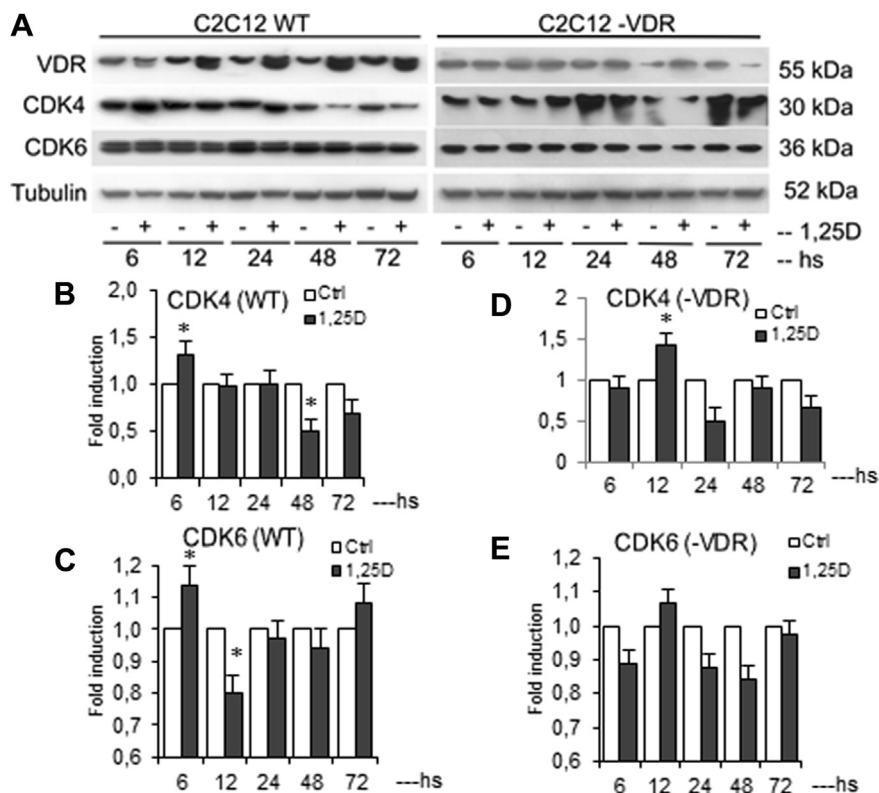 A
C2C12 WT
C2C12 -VDR
VDR
55 kDa
CDK4
30 kDa
CDK6
36 kDa
Tubulin
52 kDa
- + - + - + - + - + - + - + - + - + - + -- 1,25D
6 12 24 48 72 6 12 24 48 72 -- hs
B
CDK4 (WT)
Ctrl
1,25D
Fold induction
2,0
1,5
1,0
0,5
0,0
*
*
6 12 24 48 72 ---hs
D
CDK4 (-VDR)
Ctrl
1,25D
2
1,5
1
0,5
0
*
6 12 24 48 72 ---hs
C
CDK6 (WT)
Ctrl
1,25D
Fold induction
1,2
1,1
1,0
0,9
0,8
0,7
0,6
*
*
6 12 24 48 72 ---hs
E
CDK6 (-VDR)
Ctrl
1,25D
Fold induction
1,2
1,1
1,0
0,9
0,8
0,7
0,6
6 12 24 48 72 ---hs